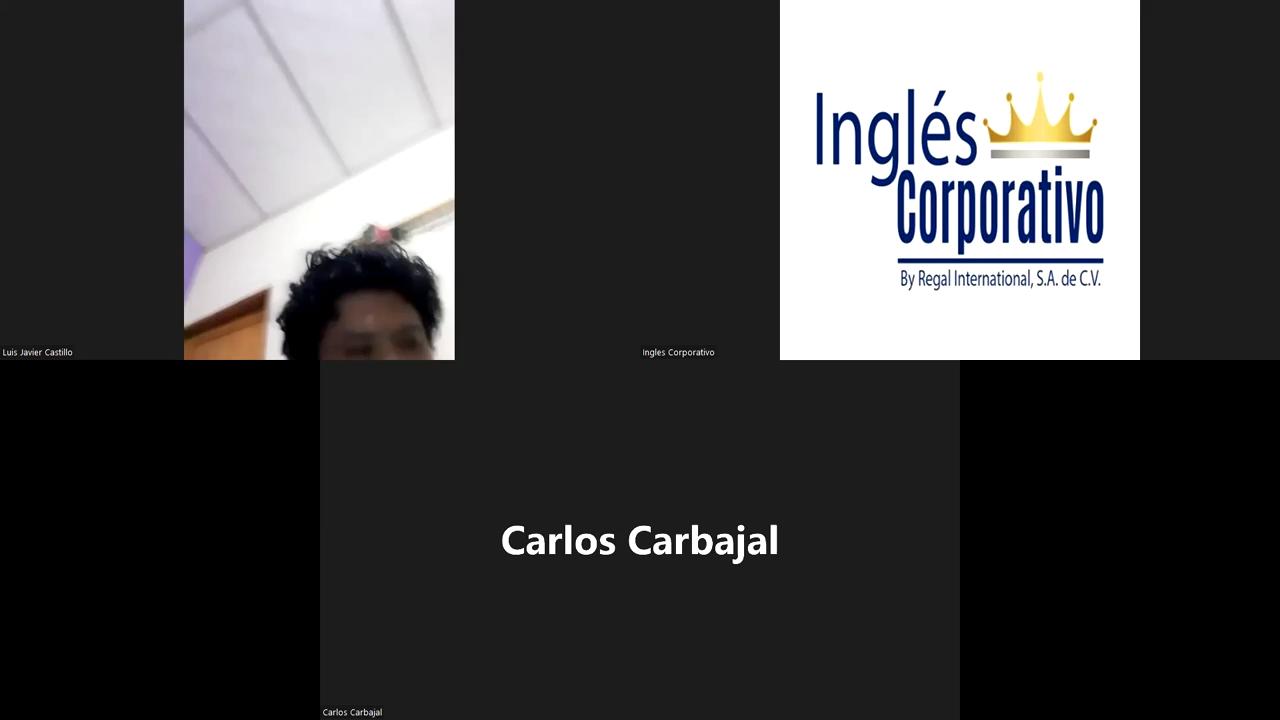 Inglés
Corporativo
By Regal International, S.A. de C.V.
Luis Javier Castillo
Ingles Corporativo
Carlos Carbajal
Carlos Carbajal